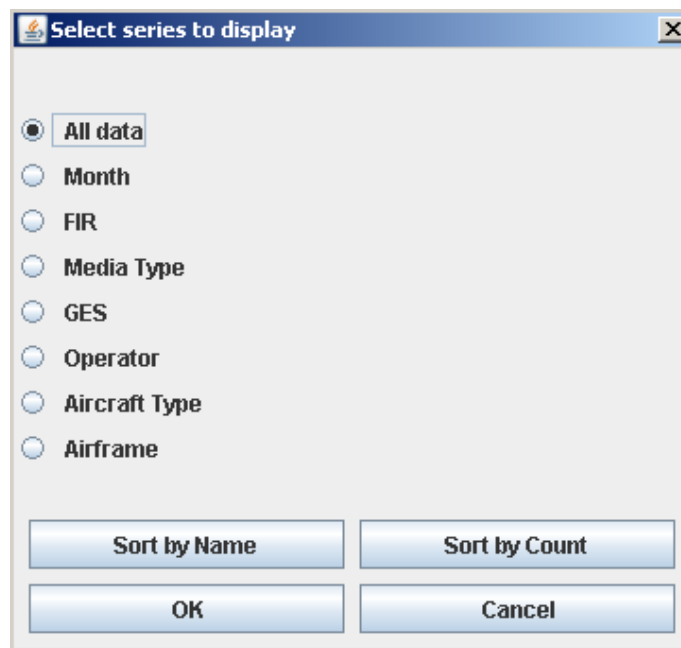 Select series to display
All data
Month
FIR
Media Type
GES
Operator
Aircraft Type
Airframe
Sort by Name Sort by Count
OK Cancel